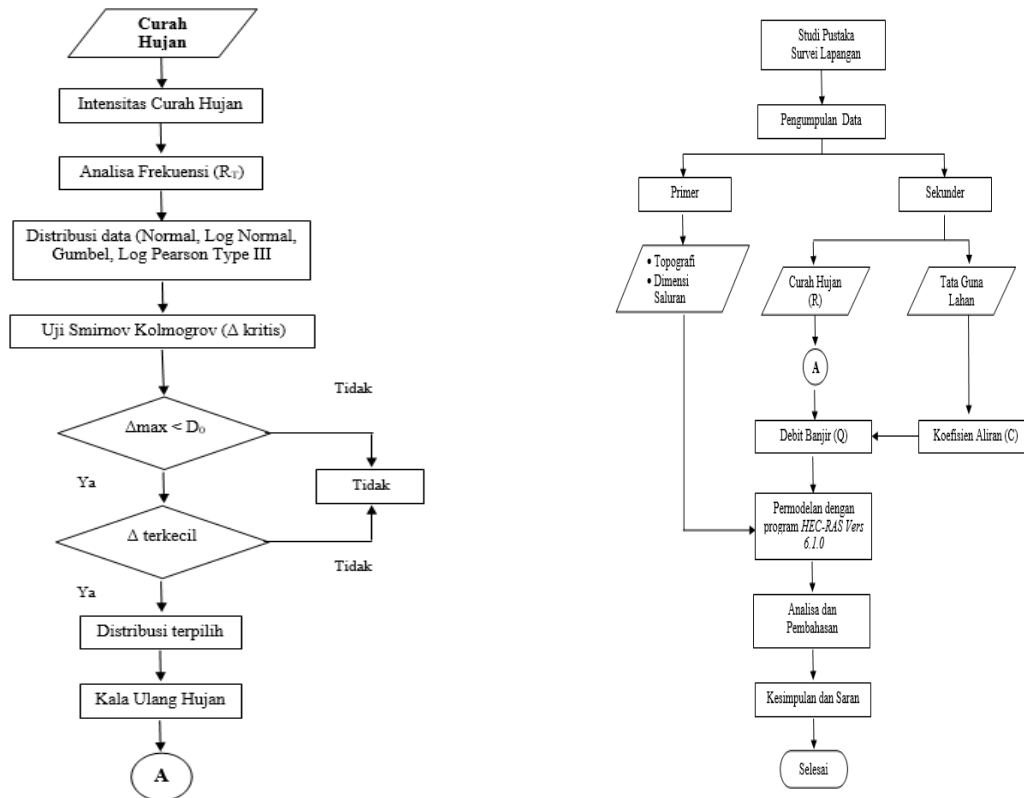 Curah
Hujan
Intensitas Curah Hujan
Analisa Frekuensi (R_T)
Distribusi data (Normal, Log Normal,
Gumbel, Log Pearson Type III
Uji Smirnov Kolmogrov (Δ kritis)
Tidak
Δmax < D₀
Ya
Tidak
Δ terkecil
Tidak
Ya
Distribusi terpilih
Kala Ulang Hujan
A
Studi Pustaka
Survei Lapangan
Pengumpulan Data
Primer
Sekunder
• Topografi
• Dimensi
Saluran
Curah Hujan
(R)
Tata Guna
Lahan
A
Debit Banjir (Q)
Koefisien Aliran (C)
Permodelan dengan
program HEC-RAS Vers
6.1.0
Analisa dan
Pembahasan
Kesimpulan dan Saran
Selesai